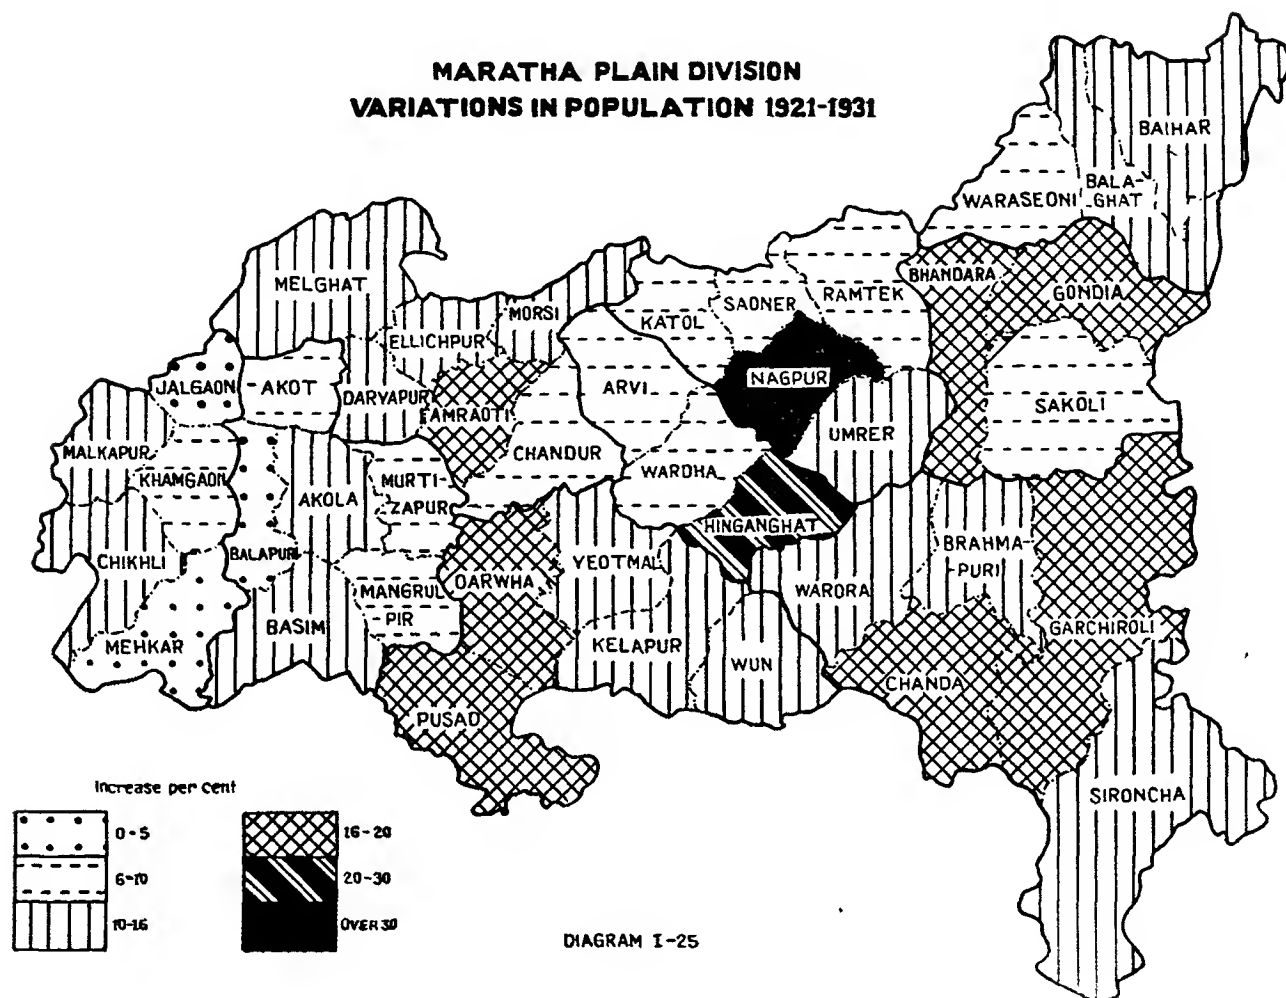 MARATHA PLAIN DIVISION
VARIATIONS IN POPULATION 1921-1931
BAIHAR
WARASEONI
BALA-
-GHAT
MELGHAT
BHANDARA
GONDIA
MORSI
SAONER
RAMTEK
KATOL
ELLICHPUR
JALGAON
AKOT
DARYAPUR
AMRAOTI
ARVI
NAGPUR
SAKOLI
UMRER
MALKAPUR
KHAMGAON
AKOLA
MURTI-
ZAPUR
CHANDUR
WARDHA
HINGANGHAT
CHIKHLI
BALAPUR
MANGRUL
PIR
DARWHA
YEOTMAL
WARORA
BRAHMA-
-PURI
MEHKAR
BASIM
KELAPUR
WUN
GARCHIROLI
CHANDA
PUSAD
SIRONCHA
Increase per cent
0-5
6-10
10-16
16-20
20-30
OVER 30
DIAGRAM I-25